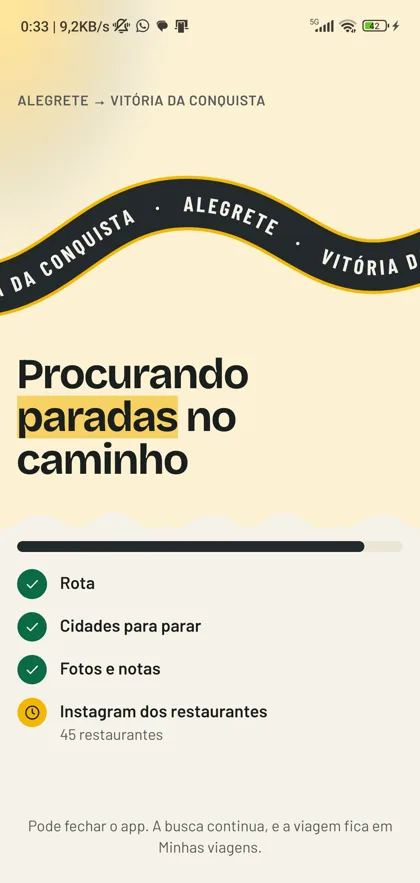 0:33 | 9,2KB/s
5G
42
ALEGRETE → VITÓRIA DA CONQUISTA
DA CONQUISTA · ALEGRETE · VITÓRIA D
Procurando
paradas no
caminho
Rota
Cidades para parar
Fotos e notas
Instagram dos restaurantes
45 restaurantes
Pode fechar o app. A busca continua, e a viagem fica em
Minhas viagens.